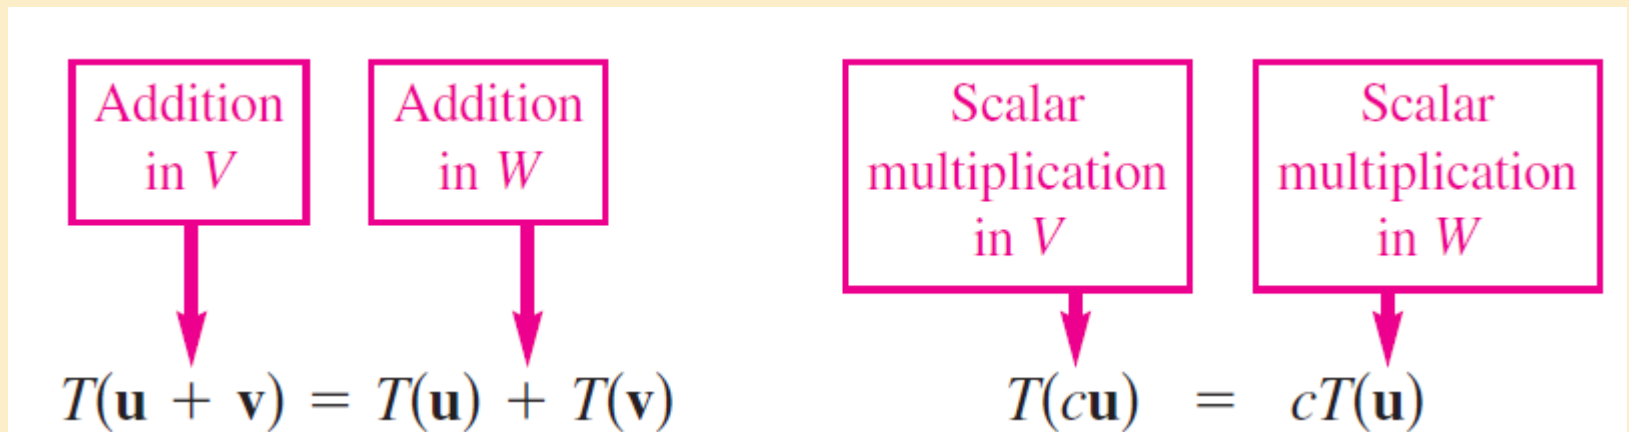 Addition
in V
Addition
in W
Scalar
multiplication
in V
Scalar
multiplication
in W
T(u + v) = T(u) + T(v)
T(cu) = cT(u)